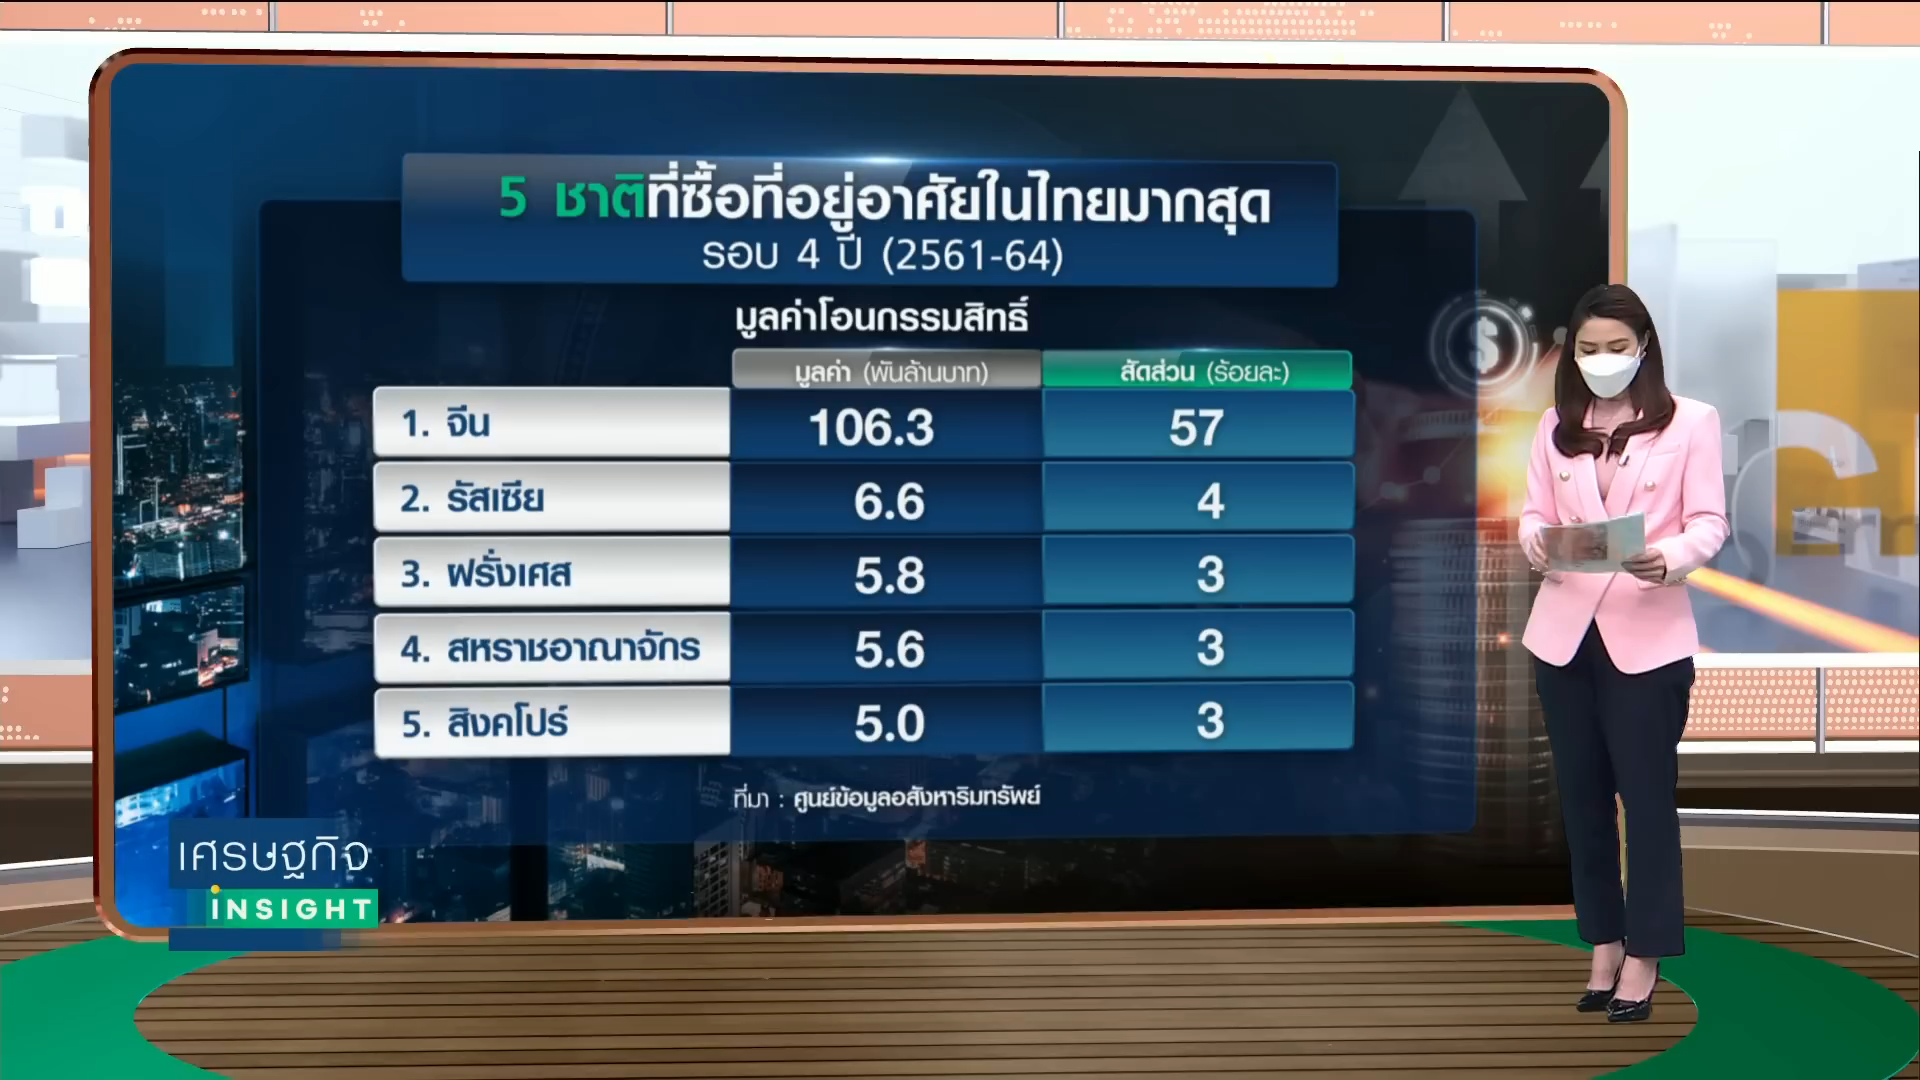 5 ชาติที่ซื้อที่อยู่อาศัยในไทยมากสุด
รอบ 4 ปี (2561-64)
มูลค่าโอนกรรมสิทธิ์
มูลค่า (พันล้านบาท) สัดส่วน (ร้อยละ)
1. จีน 106.3 57
2. รัสเซีย 6.6 4
3. ฝรั่งเศส 5.8 3
4. สหราชอาณาจักร 5.6 3
5. สิงคโปร์ 5.0 3
ที่มา : ศูนย์ข้อมูลอสังหาริมทรัพย์
เศรษฐกิจ
INSIGHT